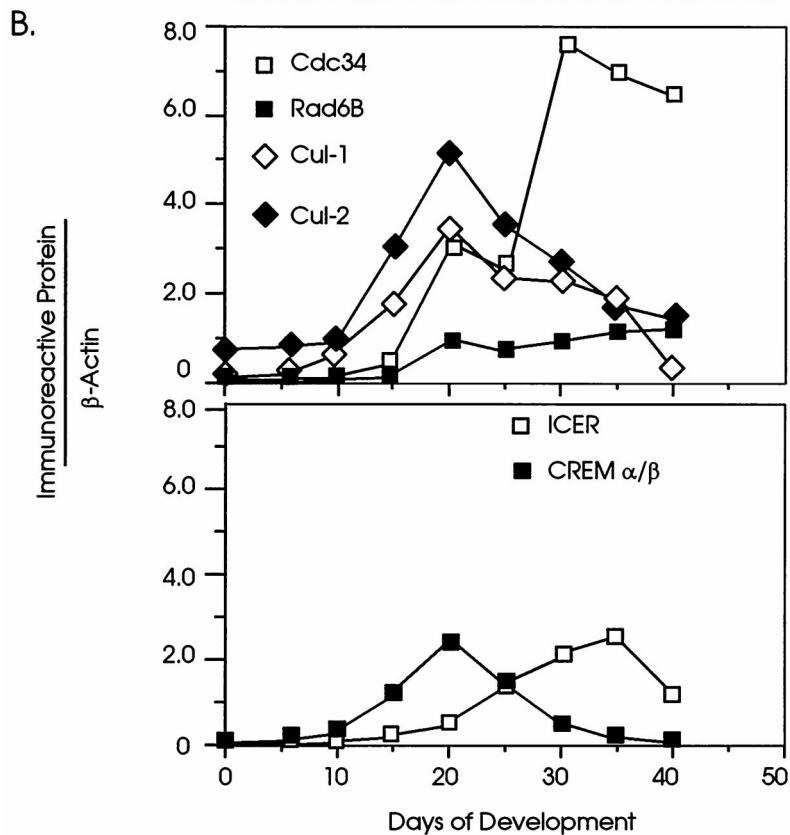 B.
8.0
6.0
4.0
2.0
0
Cdc34
Rad6B
Cul-1
Cul-2
Immunoreactive Protein
β-Actin
8.0
6.0
4.0
2.0
0
ICER
CREM α/β
0 10 20 30 40 50
Days of Development